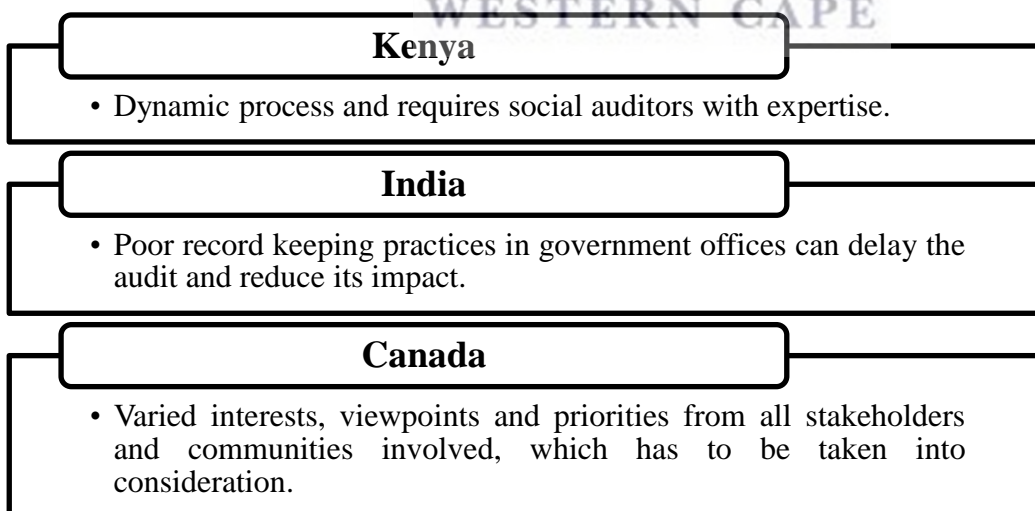 WESTERN CAPE
Kenya
• Dynamic process and requires social auditors with expertise.
India
• Poor record keeping practices in government offices can delay the
audit and reduce its impact.
Canada
• Varied interests, viewpoints and priorities from all stakeholders
and communities involved, which has to be taken into
consideration.